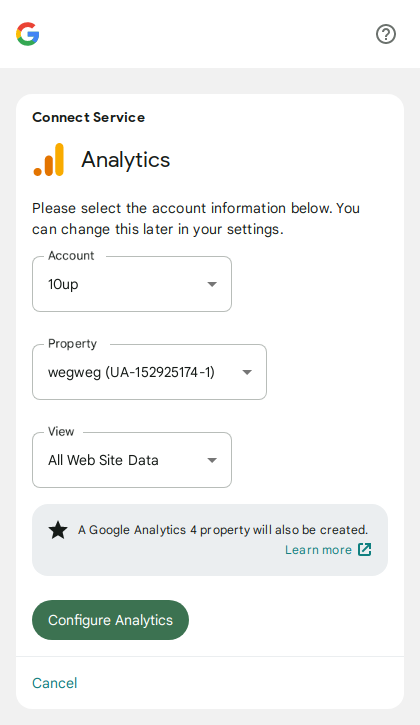 Connect Service
Analytics
Please select the account information below. You
can change this later in your settings.
Account
10up
Property
wegweg (UA-152925174-1)
View
All Web Site Data
A Google Analytics 4 property will also be created.
Learn more
Configure Analytics
Cancel